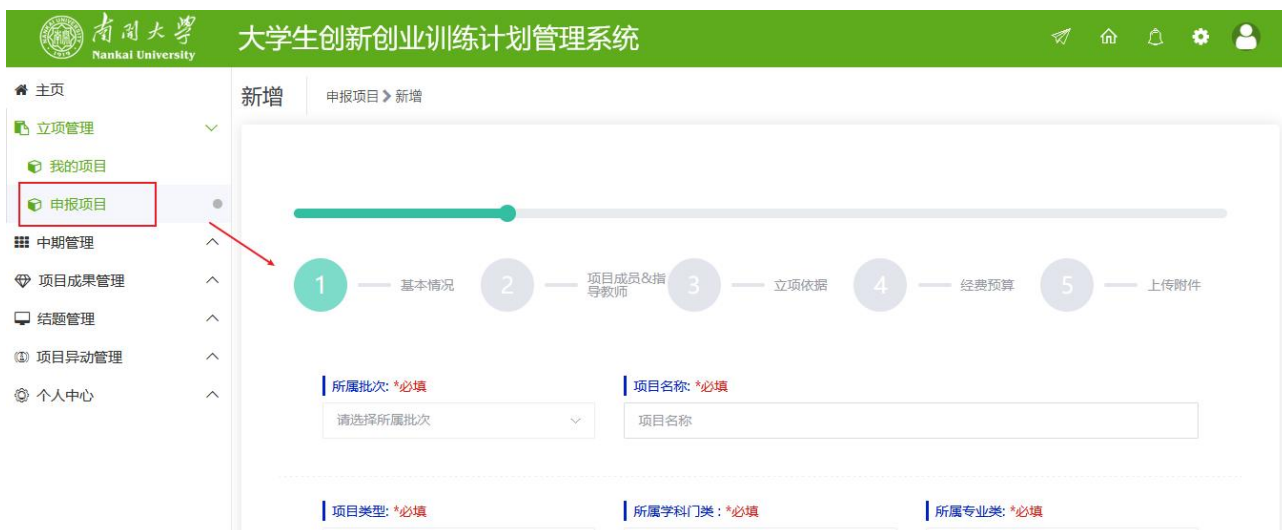 南開大學
Nankai University
大学生创新创业训练计划管理系统
主页
立项管理
我的项目
申报项目
中期管理
项目成果管理
结题管理
项目异动管理
个人中心
新增
申报项目 > 新增
1 基本情况
2 项目成员&指
导教师
3 立项依据
4 经费预算
5 上传附件
所属批次: *必填
项目名称: *必填
请选择所属批次
项目名称
项目类型: *必填
所属学科门类 : *必填
所属专业类: *必填